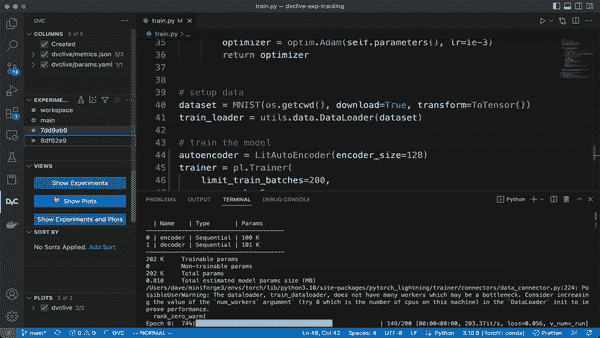 train.py — dvclive-exp-tracking
DVC
COLUMNS 5 of 5
Created
dvclive/metrics.json 3/3
dvclive/params.yaml 1/1
EXPERIME...
workspace
main
7dd9ab9
8df62e9
VIEWS
Show Experiments
Show Plots
Show Experiments and Plots
SORT BY
No Sorts Applied. Add Sort
PLOTS 2 of 2
dvclive 2/2
train.py M
train.py > ...
35 optimizer = optim.Adam(self.parameters(), lr=1e-3)
36 return optimizer
37
38
39 # setup data
40 dataset = MNIST(os.getcwd(), download=True, transform=ToTensor())
41 train_loader = utils.data.DataLoader(dataset)
42
43 # train the model
44 autoencoder = LitAutoEncoder(encoder_size=128)
45 trainer = pl.Trainer(
46 limit_train_batches=200,
PROBLEMS OUTPUT TERMINAL DEBUG CONSOLE
Python
| Name | Type | Params
0 | encoder | Sequential | 100 K
1 | decoder | Sequential | 101 K
202 K Trainable params
0 Non-trainable params
202 K Total params
0.810 Total estimated model params size (MB)
/Users/dave/miniforge3/envs/torch/lib/python3.10/site-packages/pytorch_lightning/trainer/connectors/data_connector.py:224: Po
ssibleUserWarning: The dataloader, train_dataloader, does not have many workers which may be a bottleneck. Consider increasing
the value of the `num_workers` argument` (try 8 which is the number of cpus on this machine) in the `DataLoader` init to im
prove performance.
rank_zero_warn(
Epoch 0: 74% | 149/200 [00:00<00:00, 203.37it/s, loss=0.056, v_num=_run]
main* 0 0 DVC -- NORMAL -- Ln 48, Col 42 Spaces: 4 UTF-8 LF Python 3.10.8 ('torch': conda) Prettier